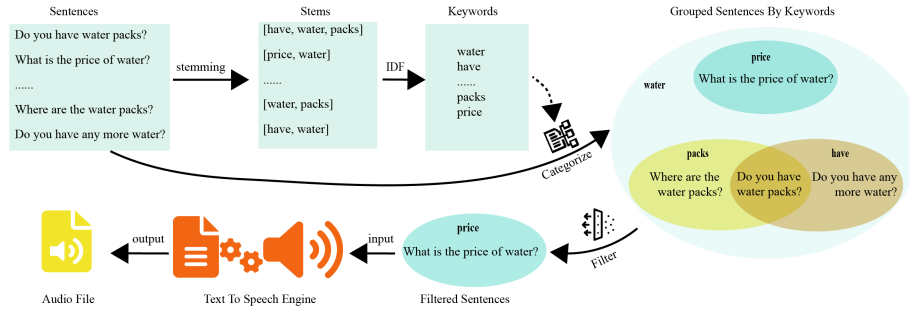 Sentences
Do you have water packs?
What is the price of water?
......
Where are the water packs?
Do you have any more water?
stemming
Stems
[have, water, packs]
[price, water]
......
[water, packs]
[have, water]
IDF
Keywords
water
have
......
packs
price
Categorize
Grouped Sentences By Keywords
water
price
What is the price of water?
packs
Where are the
water packs?
Do you have
water packs?
have
Do you have any
more water?
Filter
price
What is the price of water?
Filtered Sentences
input
Text To Speech Engine
output
Audio File